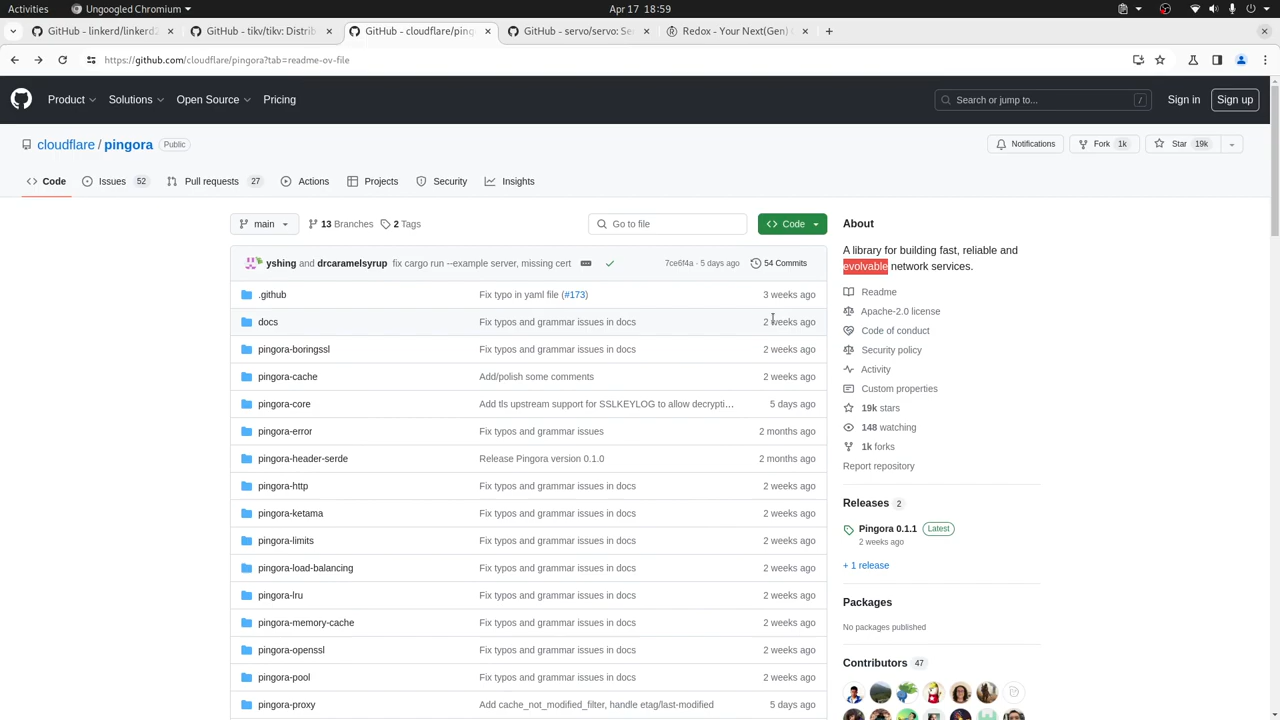 Activities Ungoogled Chromium Apr 17 18:59
GitHub - linkerd/linkerd2 GitHub - tikv/tikv: Distrib GitHub - cloudflare/ping GitHub - servo/servo: Se Redox - Your Next(Gen)
https://github.com/cloudflare/pingora?tab=readme-ov-file
Product Solutions Open Source Pricing Search or jump to... / Sign in Sign up
cloudflare / pingora Public Notifications Fork 1k Star 19k
Code Issues 52 Pull requests 27 Actions Projects Security Insights
main 13 Branches 2 Tags Go to file Code
yshing and drcaramelsyrup fix cargo run --example server, missing cert 7ce6f4a · 5 days ago 54 Commits
.github Fix typo in yaml file (#173) 3 weeks ago
docs Fix typos and grammar issues in docs 2 weeks ago
pingora-boringssl Fix typos and grammar issues in docs 2 weeks ago
pingora-cache Add/polish some comments 2 weeks ago
pingora-core Add tls upstream support for SSLKEYLOG to allow decrypti... 5 days ago
pingora-error Fix typos and grammar issues 2 months ago
pingora-header-serde Release Pingora version 0.1.0 2 months ago
pingora-http Fix typos and grammar issues in docs 2 weeks ago
pingora-ketama Fix typos and grammar issues in docs 2 weeks ago
pingora-limits Fix typos and grammar issues in docs 2 weeks ago
pingora-load-balancing Fix typos and grammar issues in docs 2 weeks ago
pingora-lru Fix typos and grammar issues in docs 2 weeks ago
pingora-memory-cache Fix typos and grammar issues in docs 2 weeks ago
pingora-openssl Fix typos and grammar issues in docs 2 weeks ago
pingora-pool Fix typos and grammar issues in docs 2 weeks ago
pingora-proxy Add cache_not_modified_filter, handle etag/last-modified 5 days ago
About
A library for building fast, reliable and
evolvable network services.
Readme
Apache-2.0 license
Code of conduct
Security policy
Activity
Custom properties
19k stars
148 watching
1k forks
Report repository
Releases 2
Pingora 0.1.1 Latest
2 weeks ago
+ 1 release
Packages
No packages published
Contributors 47